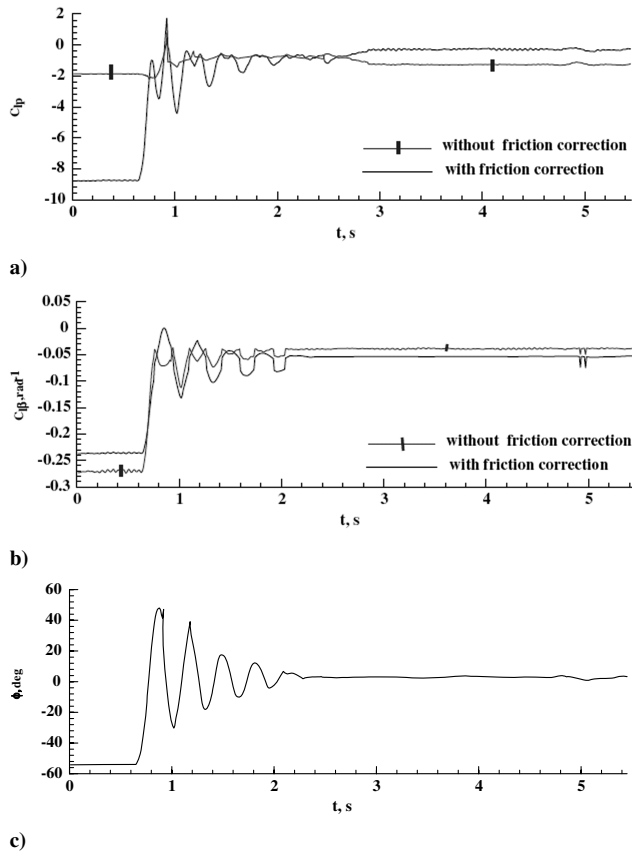 2
0
-2
-4
-6
-8
-10
C_lp
without friction correction
with friction correction
0 1 2 3 4 5
t, s
a)
0.05
0
-0.05
-0.1
-0.15
-0.2
-0.25
-0.3
C_lβ,rad^-1
without friction correction
with friction correction
0 1 2 3 4 5
t, s
b)
60
40
20
0
-20
-40
-60
ϕ,deg
0 1 2 3 4 5
t, s
c)